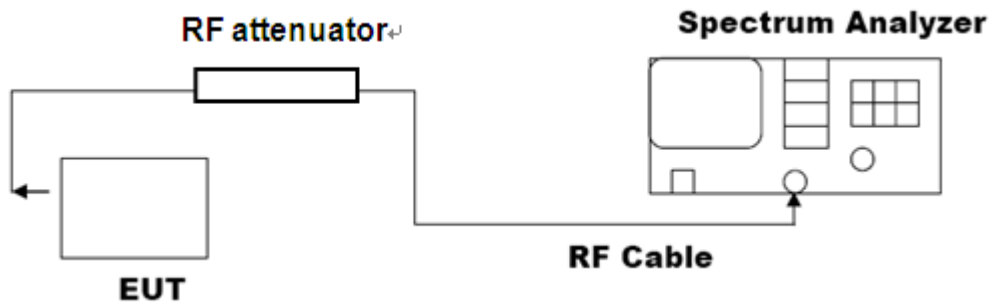 RF attenuator↵
Spectrum Analyzer
RF Cable
EUT